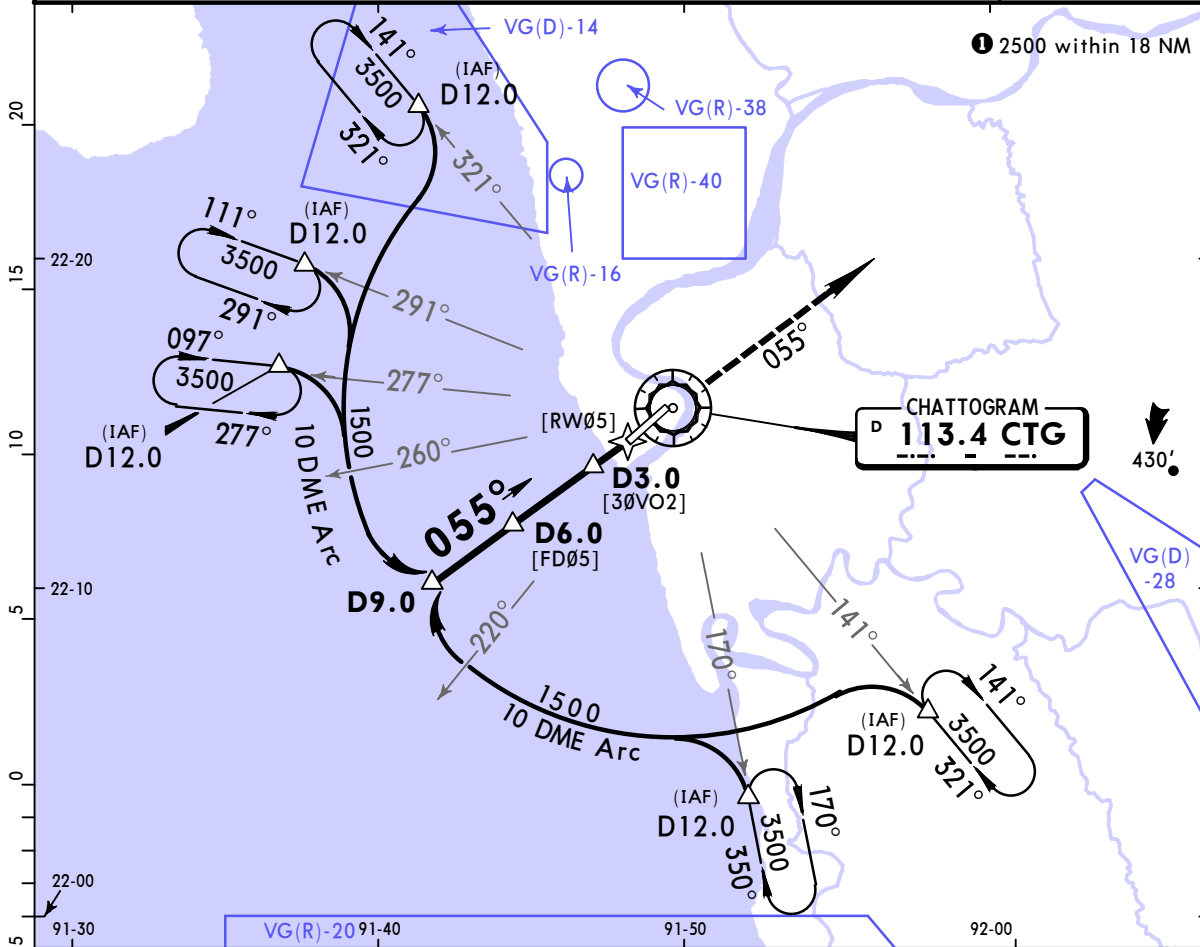 ❶ 2500 within 18 NM
VG(D)-14
141°
3500
321°
(IAF)
D12.0
321°
VG(R)-38
VG(R)-40
VG(R)-16
20
15
10
5
0
5
22-20
22-10
22-00
111°
3500
291°
(IAF)
D12.0
291°
097°
3500
277°
(IAF)
D12.0
277°
260°
1500
10 DME Arc
055°
[RWØ5]
D3.0
[3ØVO2]
055°
D6.0
[FDØ5]
D9.0
CHATTOGRAM
D
113.4 CTG
430'
VG(D)
-28
220°
170°
141°
1500
10 DME Arc
(IAF)
D12.0
141°
3500
321°
(IAF)
D12.0
170°
3500
350°
VG(R)-20
91-30
91-40
91-50
92-00